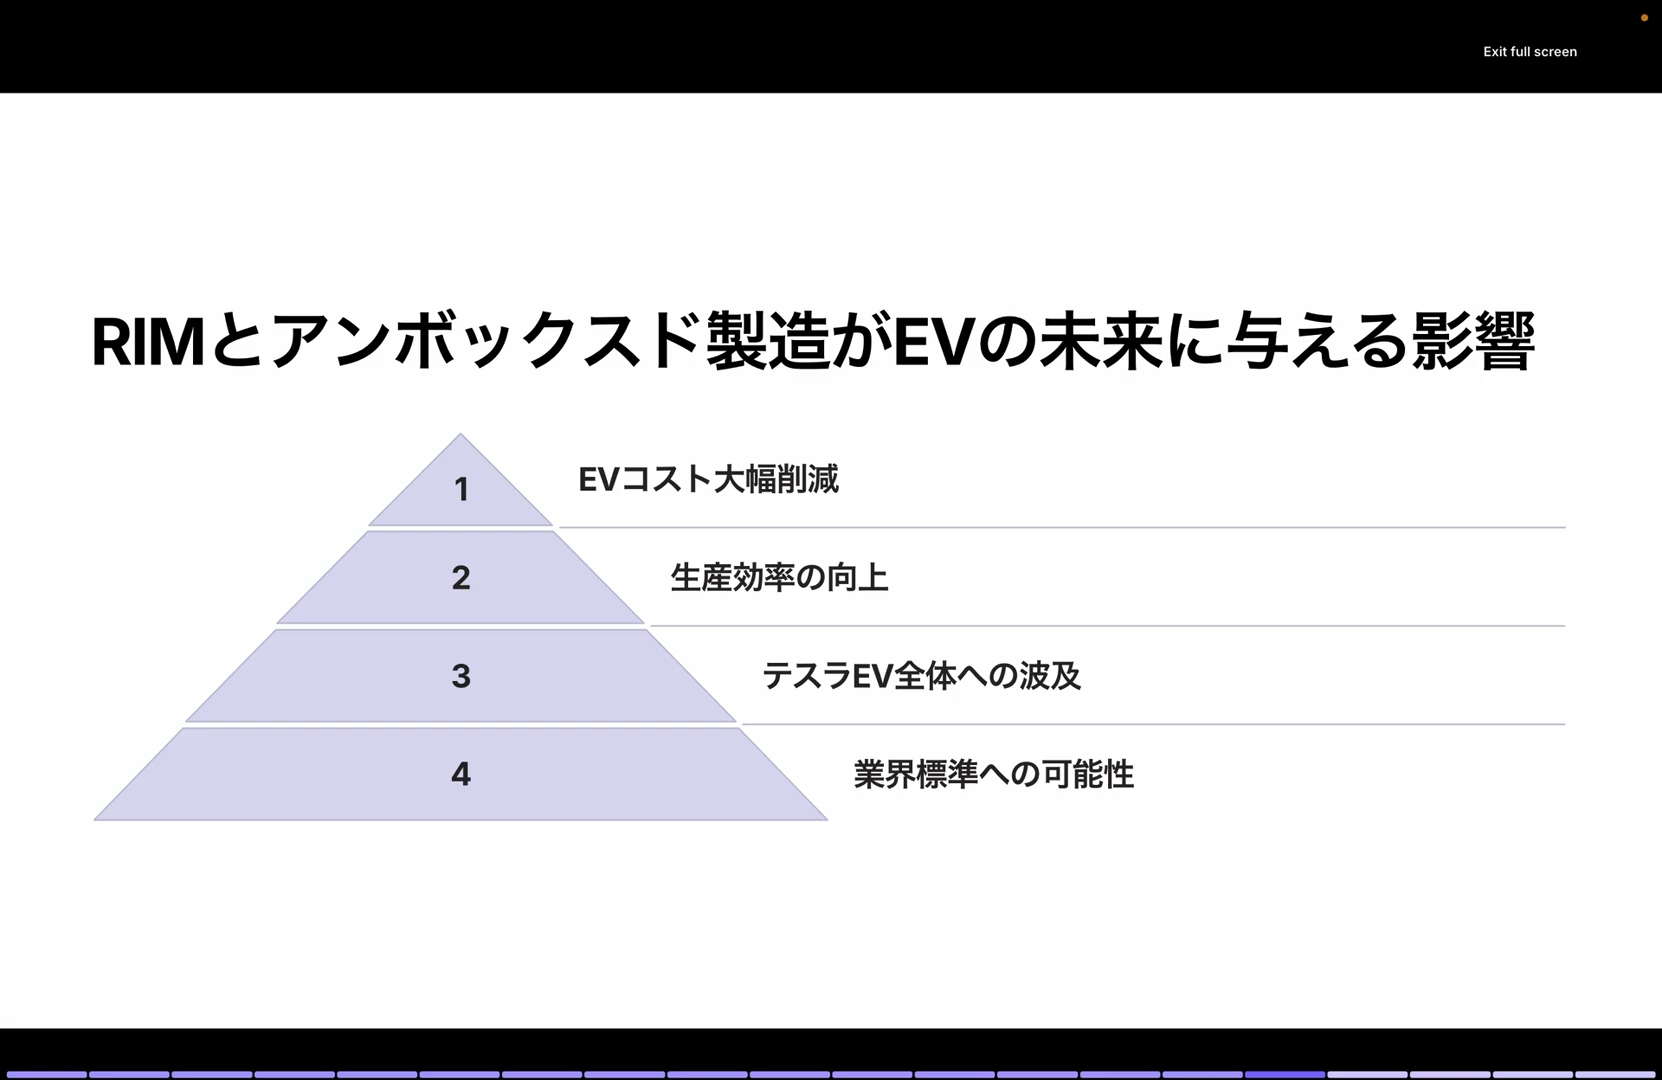 Exit full screen
RIMとアンボックスド製造がEVの未来に与える影響
1
EVコスト大幅削減
2
生産効率の向上
3
テスラEV全体への波及
4
業界標準への可能性